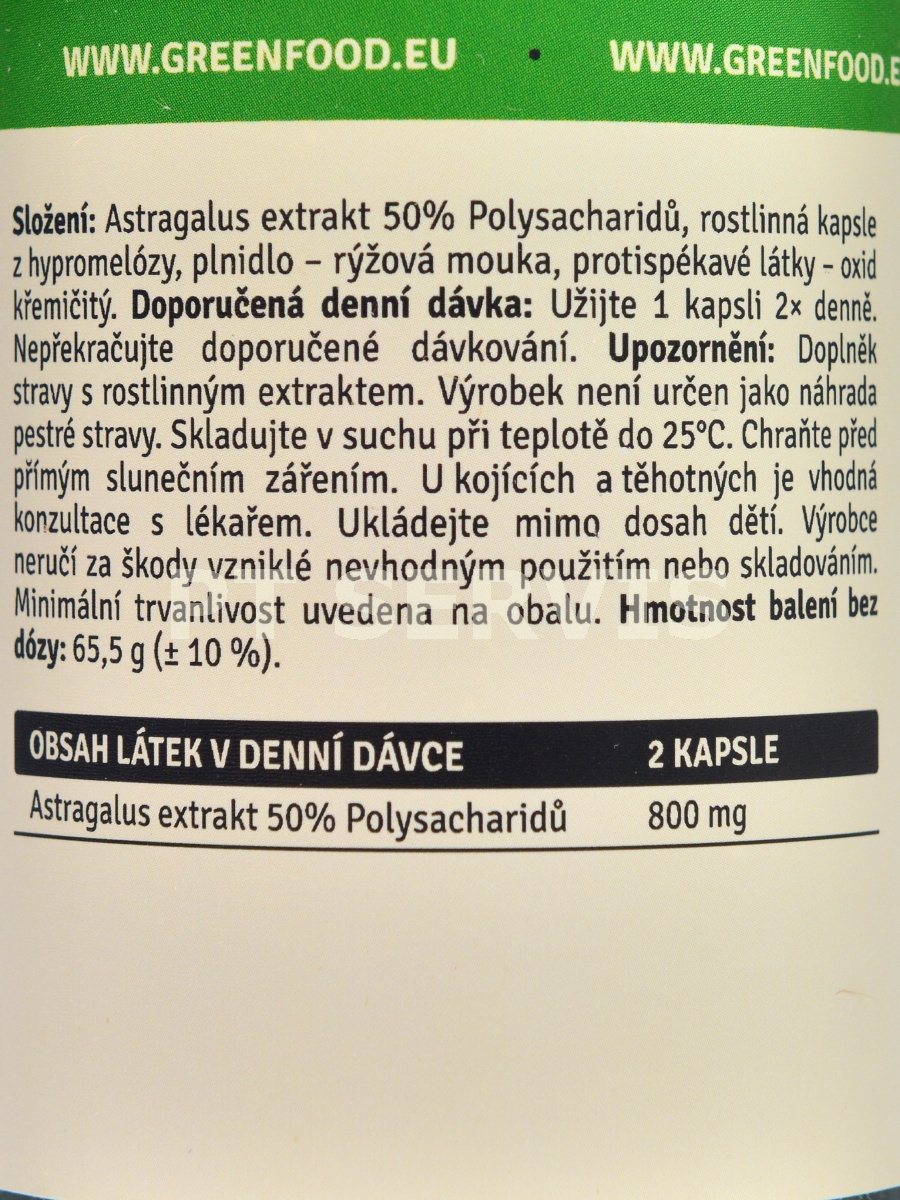 WWW.GREENFOOD.EU • WWW.GREENFOOD.E
Složení: Astragalus extrakt 50% Polysacharidů, rostlinná kapsle
z hypromelózy, plnidlo – rýžová mouka, protispékavé látky - oxid
křemičitý. Doporučená denní dávka: Užijte 1 kapsli 2× denně.
Nepřekračujte doporučené dávkování. Upozornění: Doplněk
stravy s rostlinným extraktem. Výrobek není určen jako náhrada
pestré stravy. Skladujte v suchu při teplotě do 25°C. Chraňte před
přímým slunečním zářením. U kojících a těhotných je vhodná
konzultace s lékařem. Ukládejte mimo dosah dětí. Výrobce
neručí za škody vzniklé nevhodným použitím nebo skladováním.
Minimální trvanlivost uvedena na obalu. Hmotnost balení bez
dózy: 65,5 g (± 10 %).
PT SERVIS
OBSAH LÁTEK V DENNÍ DÁVCE 2 KAPSLE
Astragalus extrakt 50% Polysacharidů 800 mg